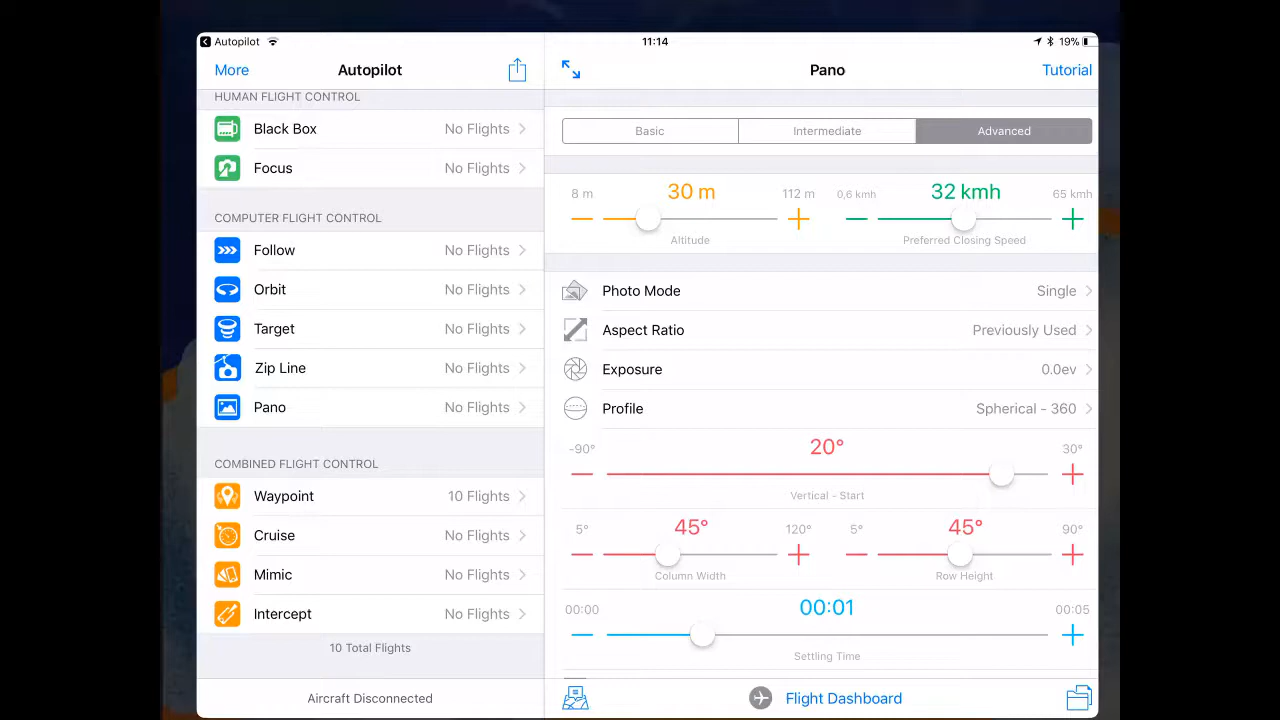 Autopilot
11:14
19%
More
Autopilot
Pano
Tutorial
HUMAN FLIGHT CONTROL
Black Box No Flights
Focus No Flights
COMPUTER FLIGHT CONTROL
Follow No Flights
Orbit No Flights
Target No Flights
Zip Line No Flights
Pano No Flights
COMBINED FLIGHT CONTROL
Waypoint 10 Flights
Cruise No Flights
Mimic No Flights
Intercept No Flights
10 Total Flights
Aircraft Disconnected
Basic Intermediate Advanced
8 m 30 m 112 m
Altitude
0,6 kmh 32 kmh 65 kmh
Preferred Closing Speed
Photo Mode Single
Aspect Ratio Previously Used
Exposure 0.0ev
Profile Spherical - 360
-90° 20° 30°
Vertical - Start
5° 45° 120°
Column Width
5° 45° 90°
Row Height
00:00 00:01 00:05
Settling Time
Flight Dashboard